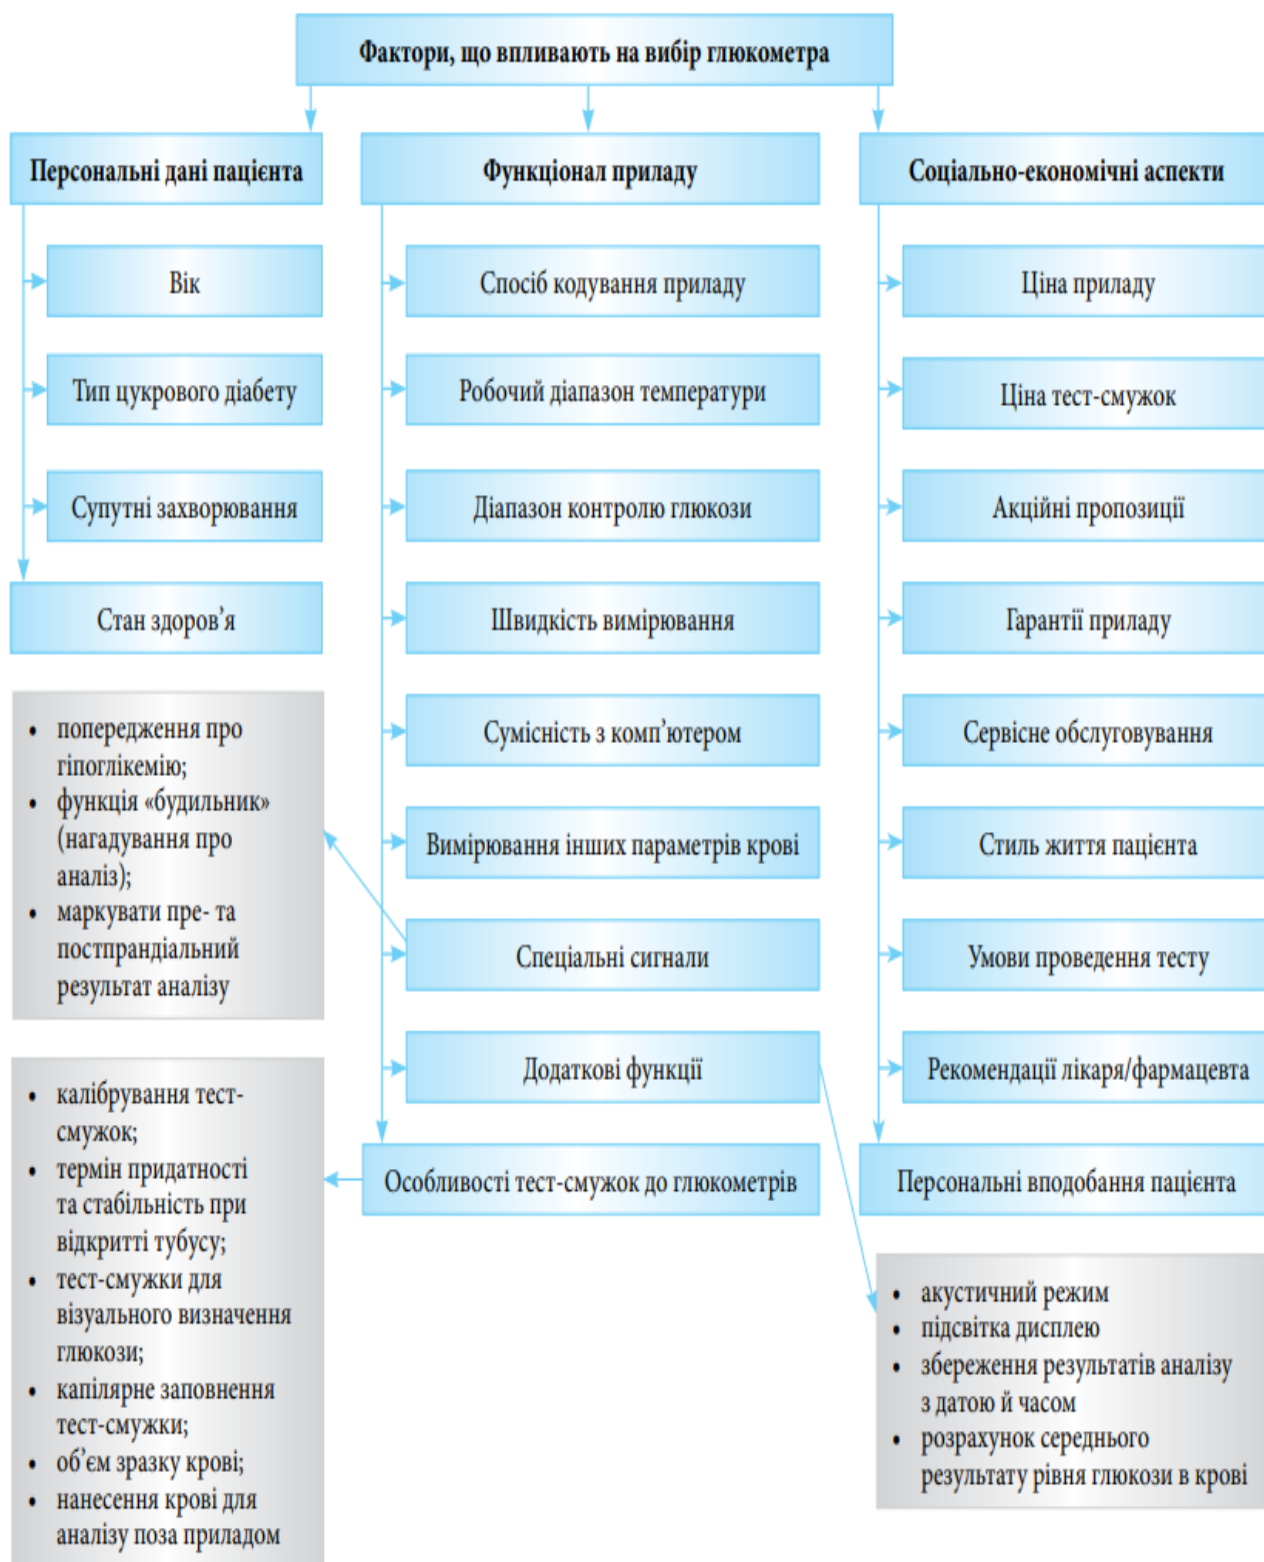 Фактори, що впливають на вибір глюкометра
Персональні дані пацієнта
Вік
Тип цукрового діабету
Супутні захворювання
Стан здоров’я
Функціонал приладу
Спосіб кодування приладу
Робочий діапазон температури
Діапазон контролю глюкози
Швидкість вимірювання
Сумісність з комп’ютером
Вимірювання інших параметрів крові
Спеціальні сигнали
Додаткові функції
Особливості тест-смужок до глюкометрів
Соціально-економічні аспекти
Ціна приладу
Ціна тест-смужок
Акційні пропозиції
Гарантії приладу
Сервісне обслуговування
Стиль життя пацієнта
Умови проведення тесту
Рекомендації лікаря/фармацевта
Персональні вподобання пацієнта
• попередження про
гіпоглікемію;
• функція «будильник»
(нагадування про
аналіз);
• маркувати пре- та
постпрандіальний
результат аналізу
• калібрування тест-
смужок;
• термін придатності
та стабільність при
відкритті тубусу;
• тест-смужки для
візуального визначення
глюкози;
• капілярне заповнення
тест-смужки;
• об’єм зразку крові;
• нанесення крові для
аналізу поза приладом
• акустичний режим
• підсвітка дисплею
• збереження результатів аналізу
з датою й часом
• розрахунок середнього
результату рівня глюкози в крові